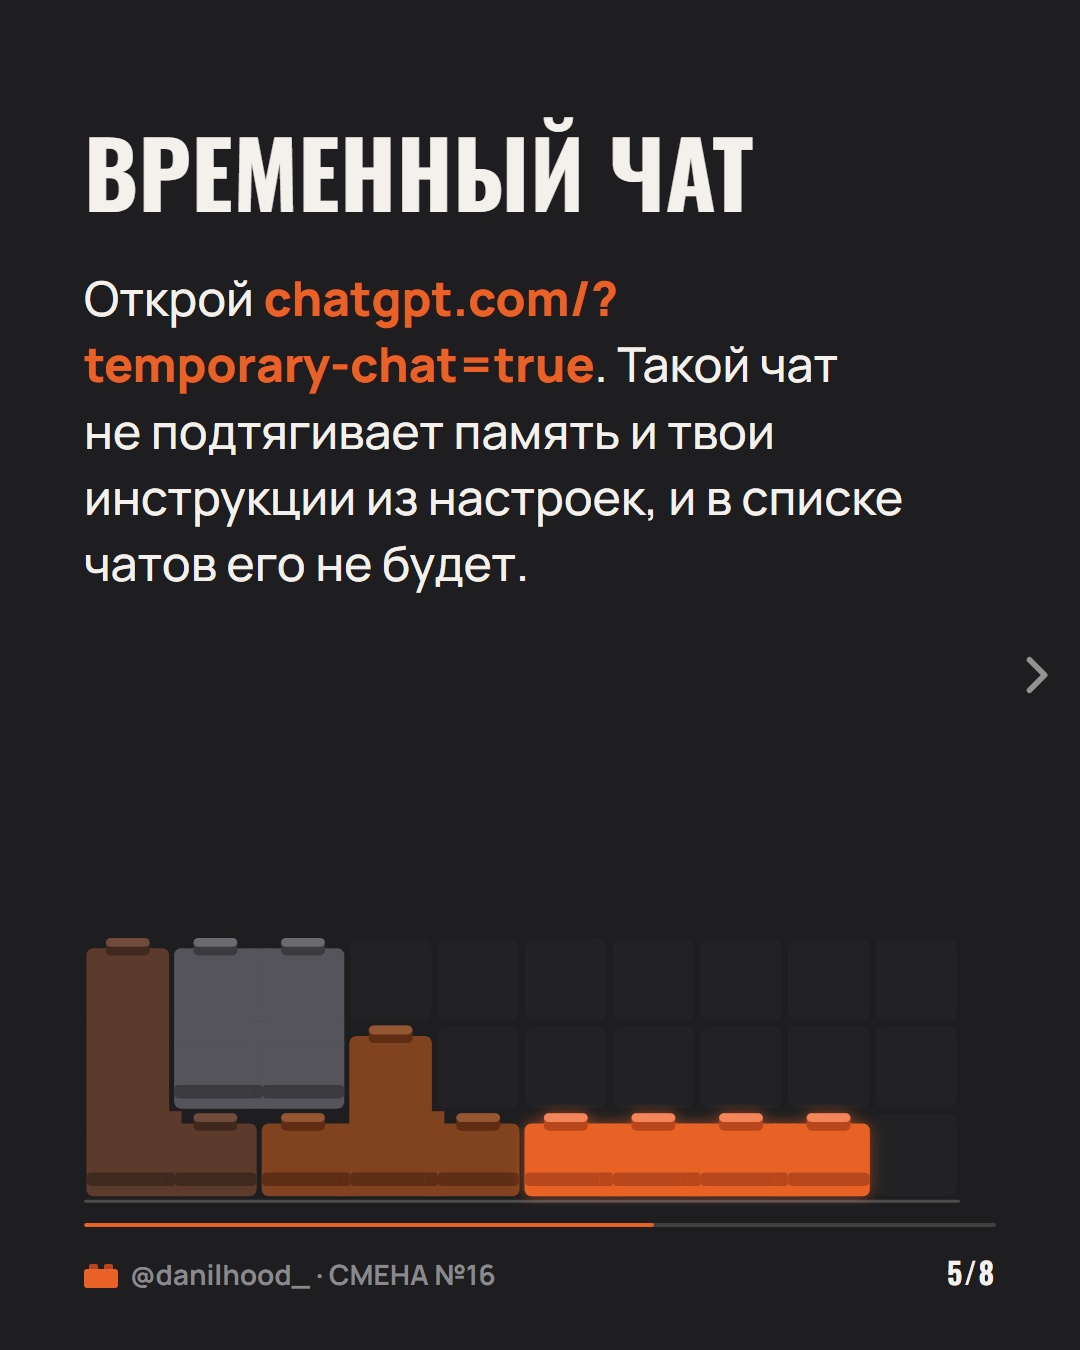 ВРЕМЕННЫЙ ЧАТ
Открой chatgpt.com/?
temporary-chat=true. Такой чат
не подтягивает память и твои
инструкции из настроек, и в списке
чатов его не будет.
@danilhood_ · СМЕНА №16
5/8